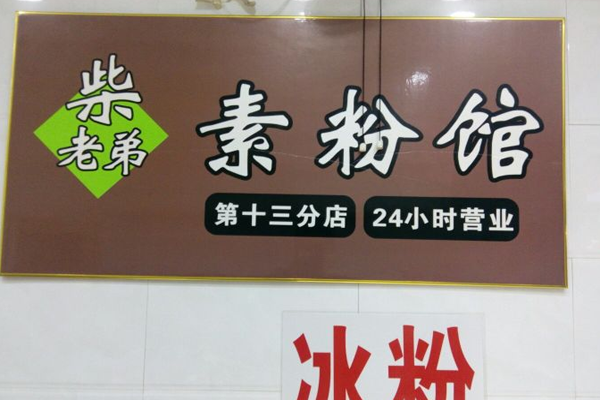 柴
老弟
素粉馆
第十三分店 24小时营业
冰粉